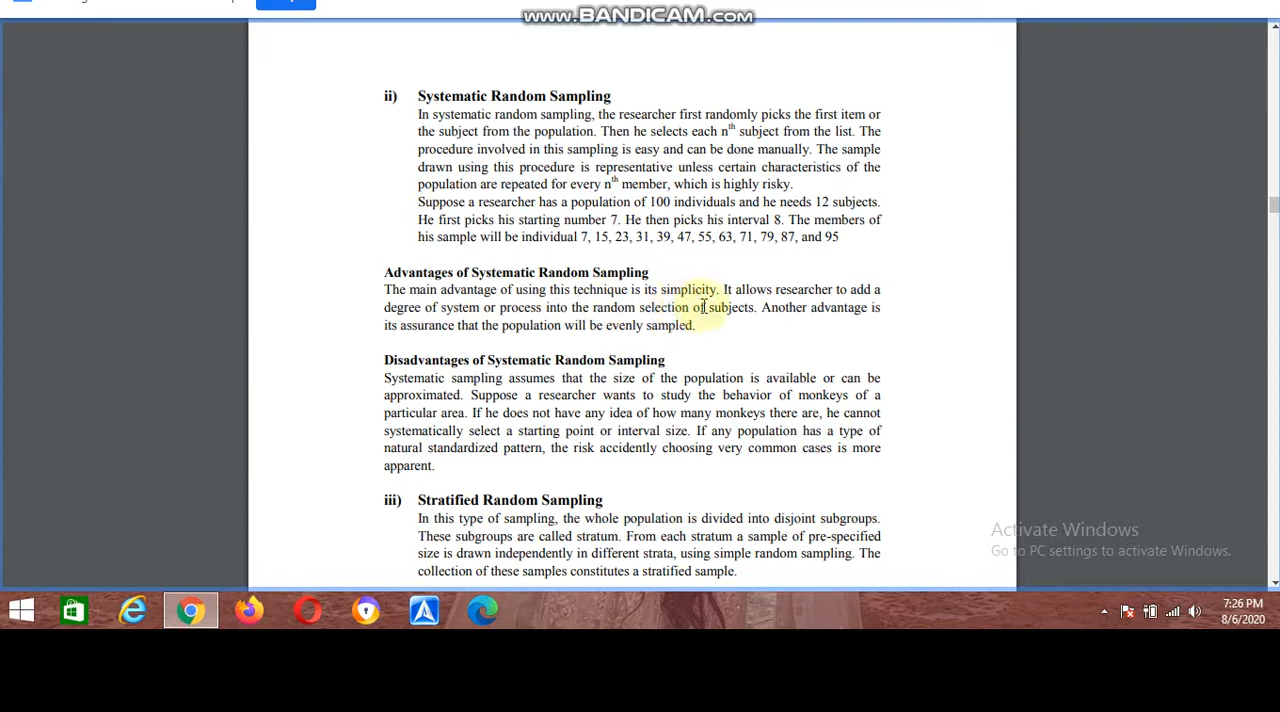 www.BANDICAM.com
ii) Systematic Random Sampling
In systematic random sampling, the researcher first randomly picks the first item or
the subject from the population. Then he selects each nth subject from the list. The
procedure involved in this sampling is easy and can be done manually. The sample
drawn using this procedure is representative unless certain characteristics of the
population are repeated for every nth member, which is highly risky.
Suppose a researcher has a population of 100 individuals and he needs 12 subjects.
He first picks his starting number 7. He then picks his interval 8. The members of
his sample will be individual 7, 15, 23, 31, 39, 47, 55, 63, 71, 79, 87, and 95
Advantages of Systematic Random Sampling
The main advantage of using this technique is its simplicity. It allows researcher to add a
degree of system or process into the random selection of subjects. Another advantage is
its assurance that the population will be evenly sampled.
Disadvantages of Systematic Random Sampling
Systematic sampling assumes that the size of the population is available or can be
approximated. Suppose a researcher wants to study the behavior of monkeys of a
particular area. If he does not have any idea of how many monkeys there are, he cannot
systematically select a starting point or interval size. If any population has a type of
natural standardized pattern, the risk accidently choosing very common cases is more
apparent.
iii) Stratified Random Sampling
In this type of sampling, the whole population is divided into disjoint subgroups.
These subgroups are called stratum. From each stratum a sample of pre-specified
size is drawn independently in different strata, using simple random sampling. The
collection of these samples constitutes a stratified sample.
Activate Windows
Go to PC settings to activate Windows.
7:26 PM
8/6/2020